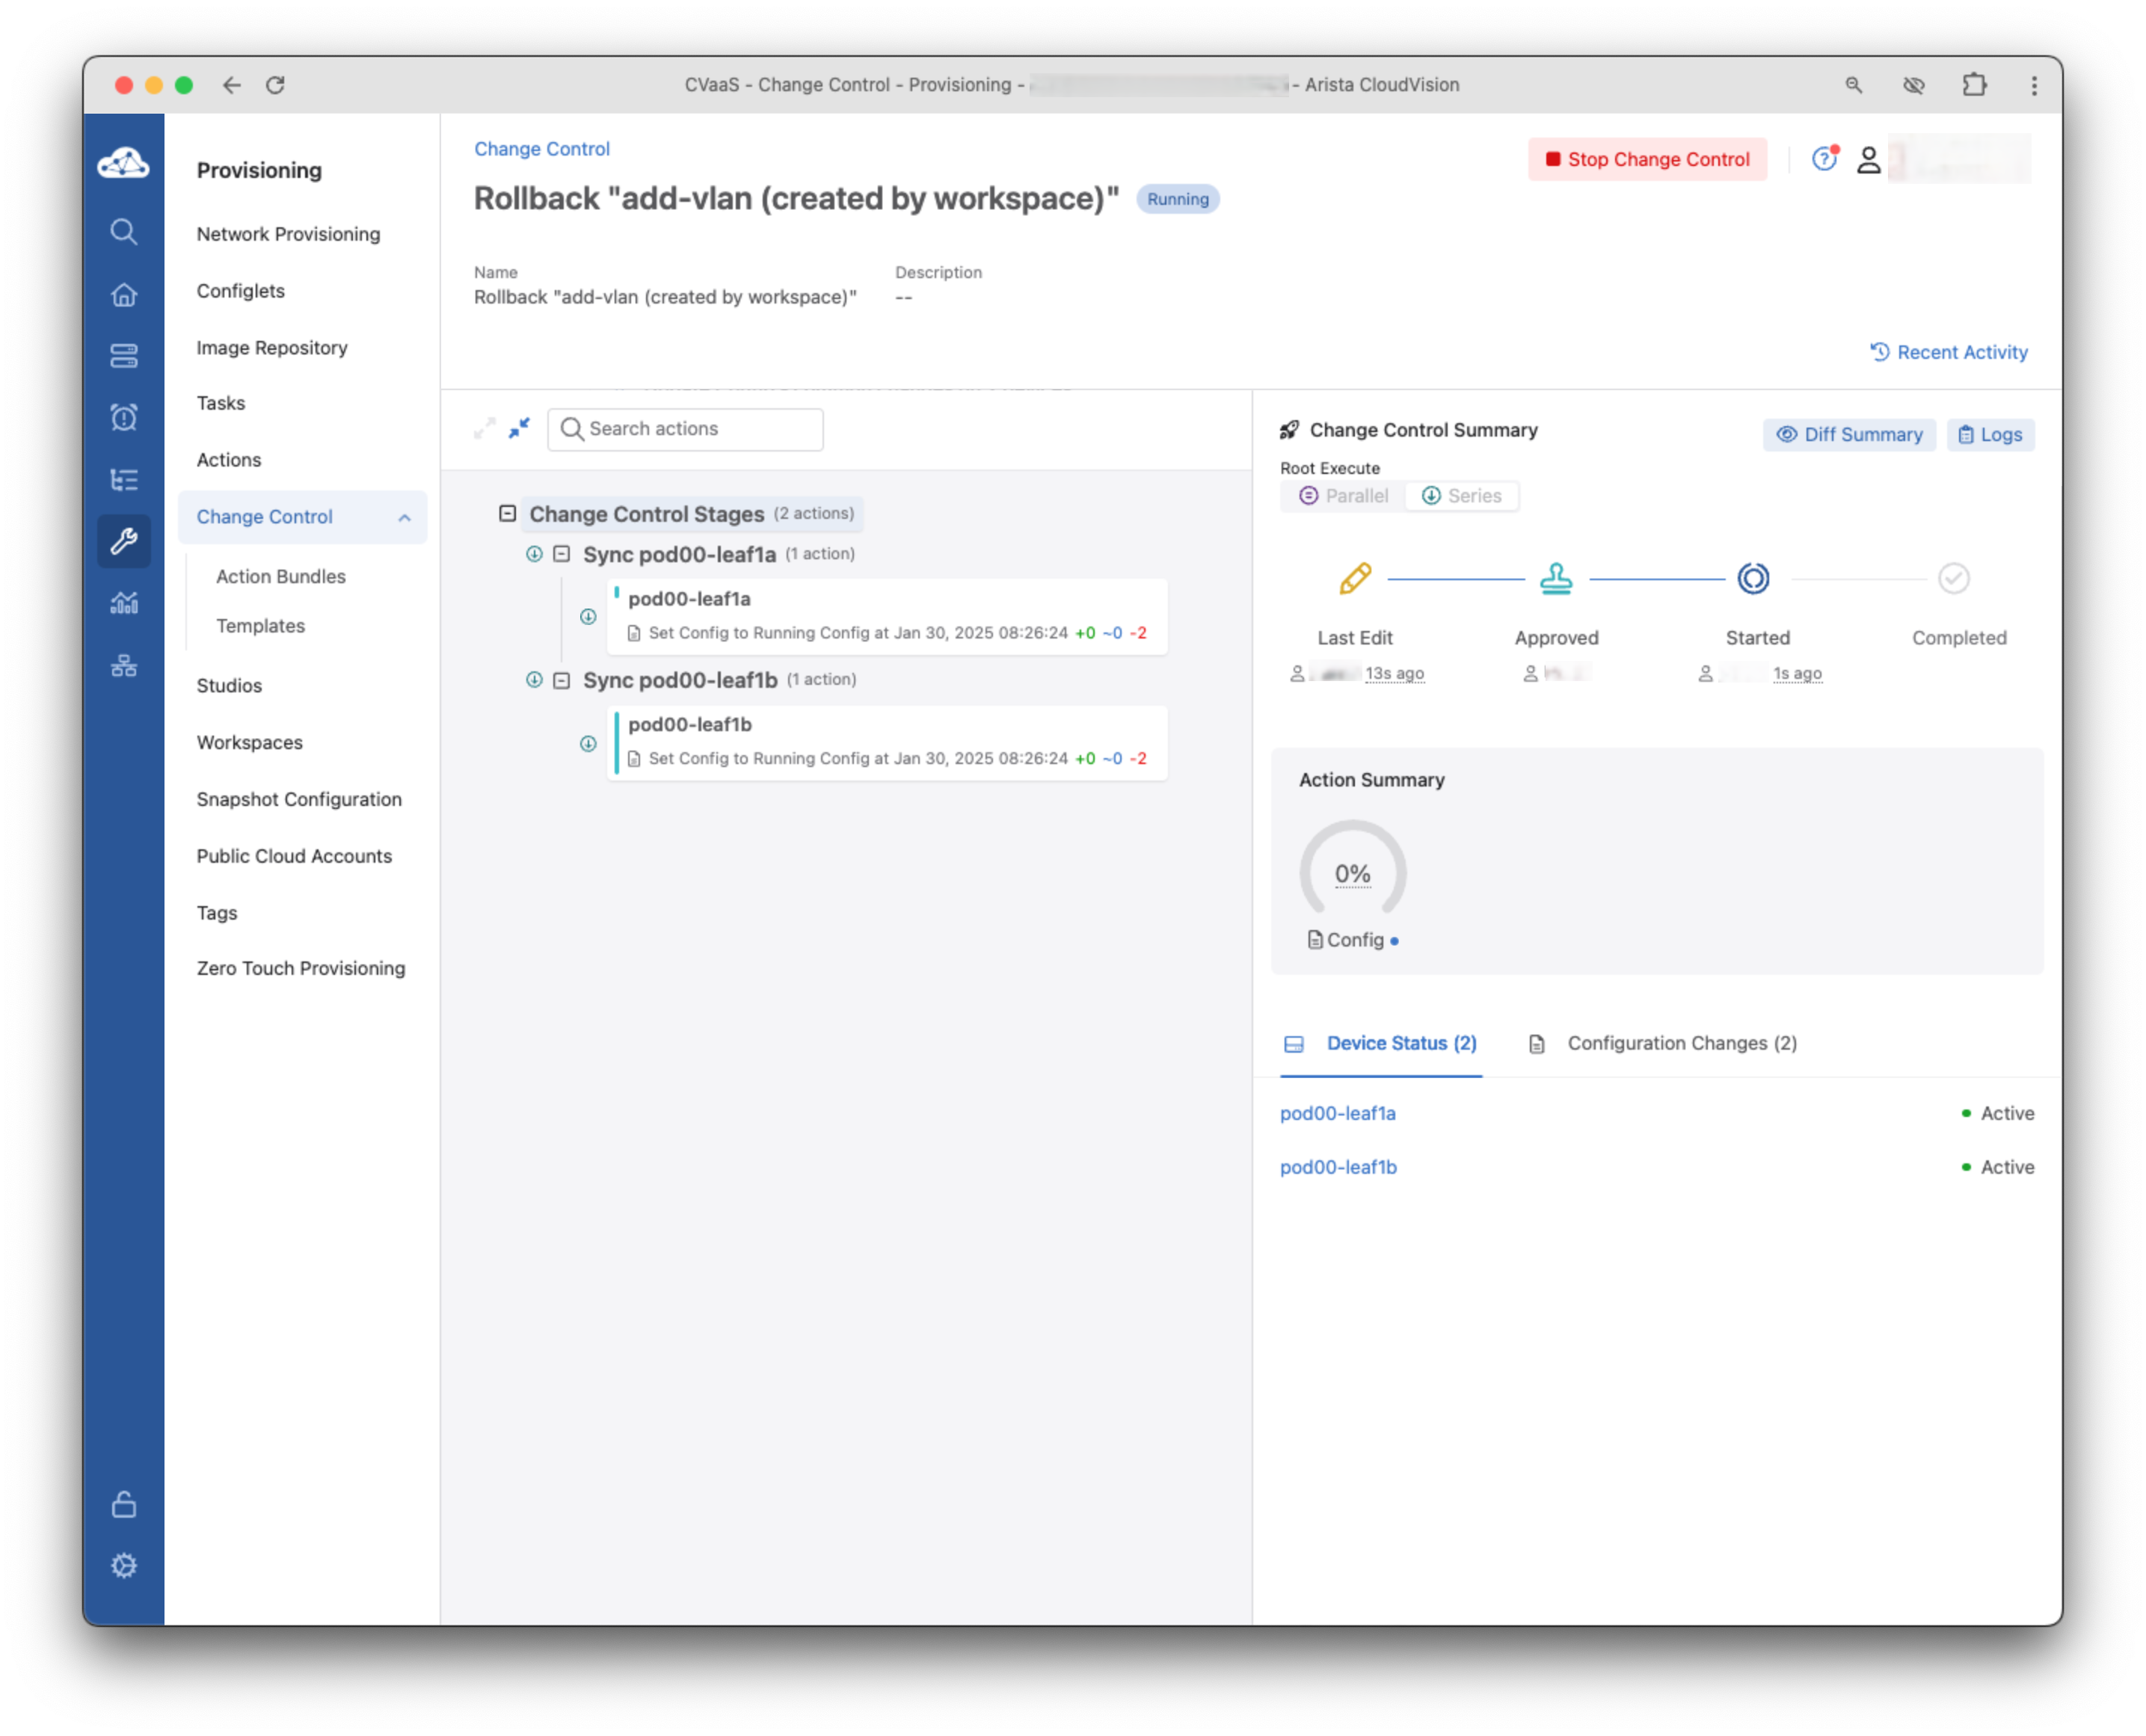 CVaaS - Change Control - Provisioning - - Arista CloudVision
Provisioning
Network Provisioning
Configlets
Image Repository
Tasks
Actions
Change Control
Action Bundles
Templates
Studios
Workspaces
Snapshot Configuration
Public Cloud Accounts
Tags
Zero Touch Provisioning
Change Control
Stop Change Control
Rollback "add-vlan (created by workspace)" Running
Name Description
Rollback "add-vlan (created by workspace)" --
Recent Activity
Search actions
Change Control Stages (2 actions)
Sync pod00-leaf1a (1 action)
pod00-leaf1a
Set Config to Running Config at Jan 30, 2025 08:26:24 +0 ~0 -2
Sync pod00-leaf1b (1 action)
pod00-leaf1b
Set Config to Running Config at Jan 30, 2025 08:26:24 +0 ~0 -2
Change Control Summary Diff Summary Logs
Root Execute
Parallel Series
Last Edit Approved Started Completed
13s ago 1s ago
Action Summary
0%
Config
Device Status (2) Configuration Changes (2)
pod00-leaf1a Active
pod00-leaf1b Active